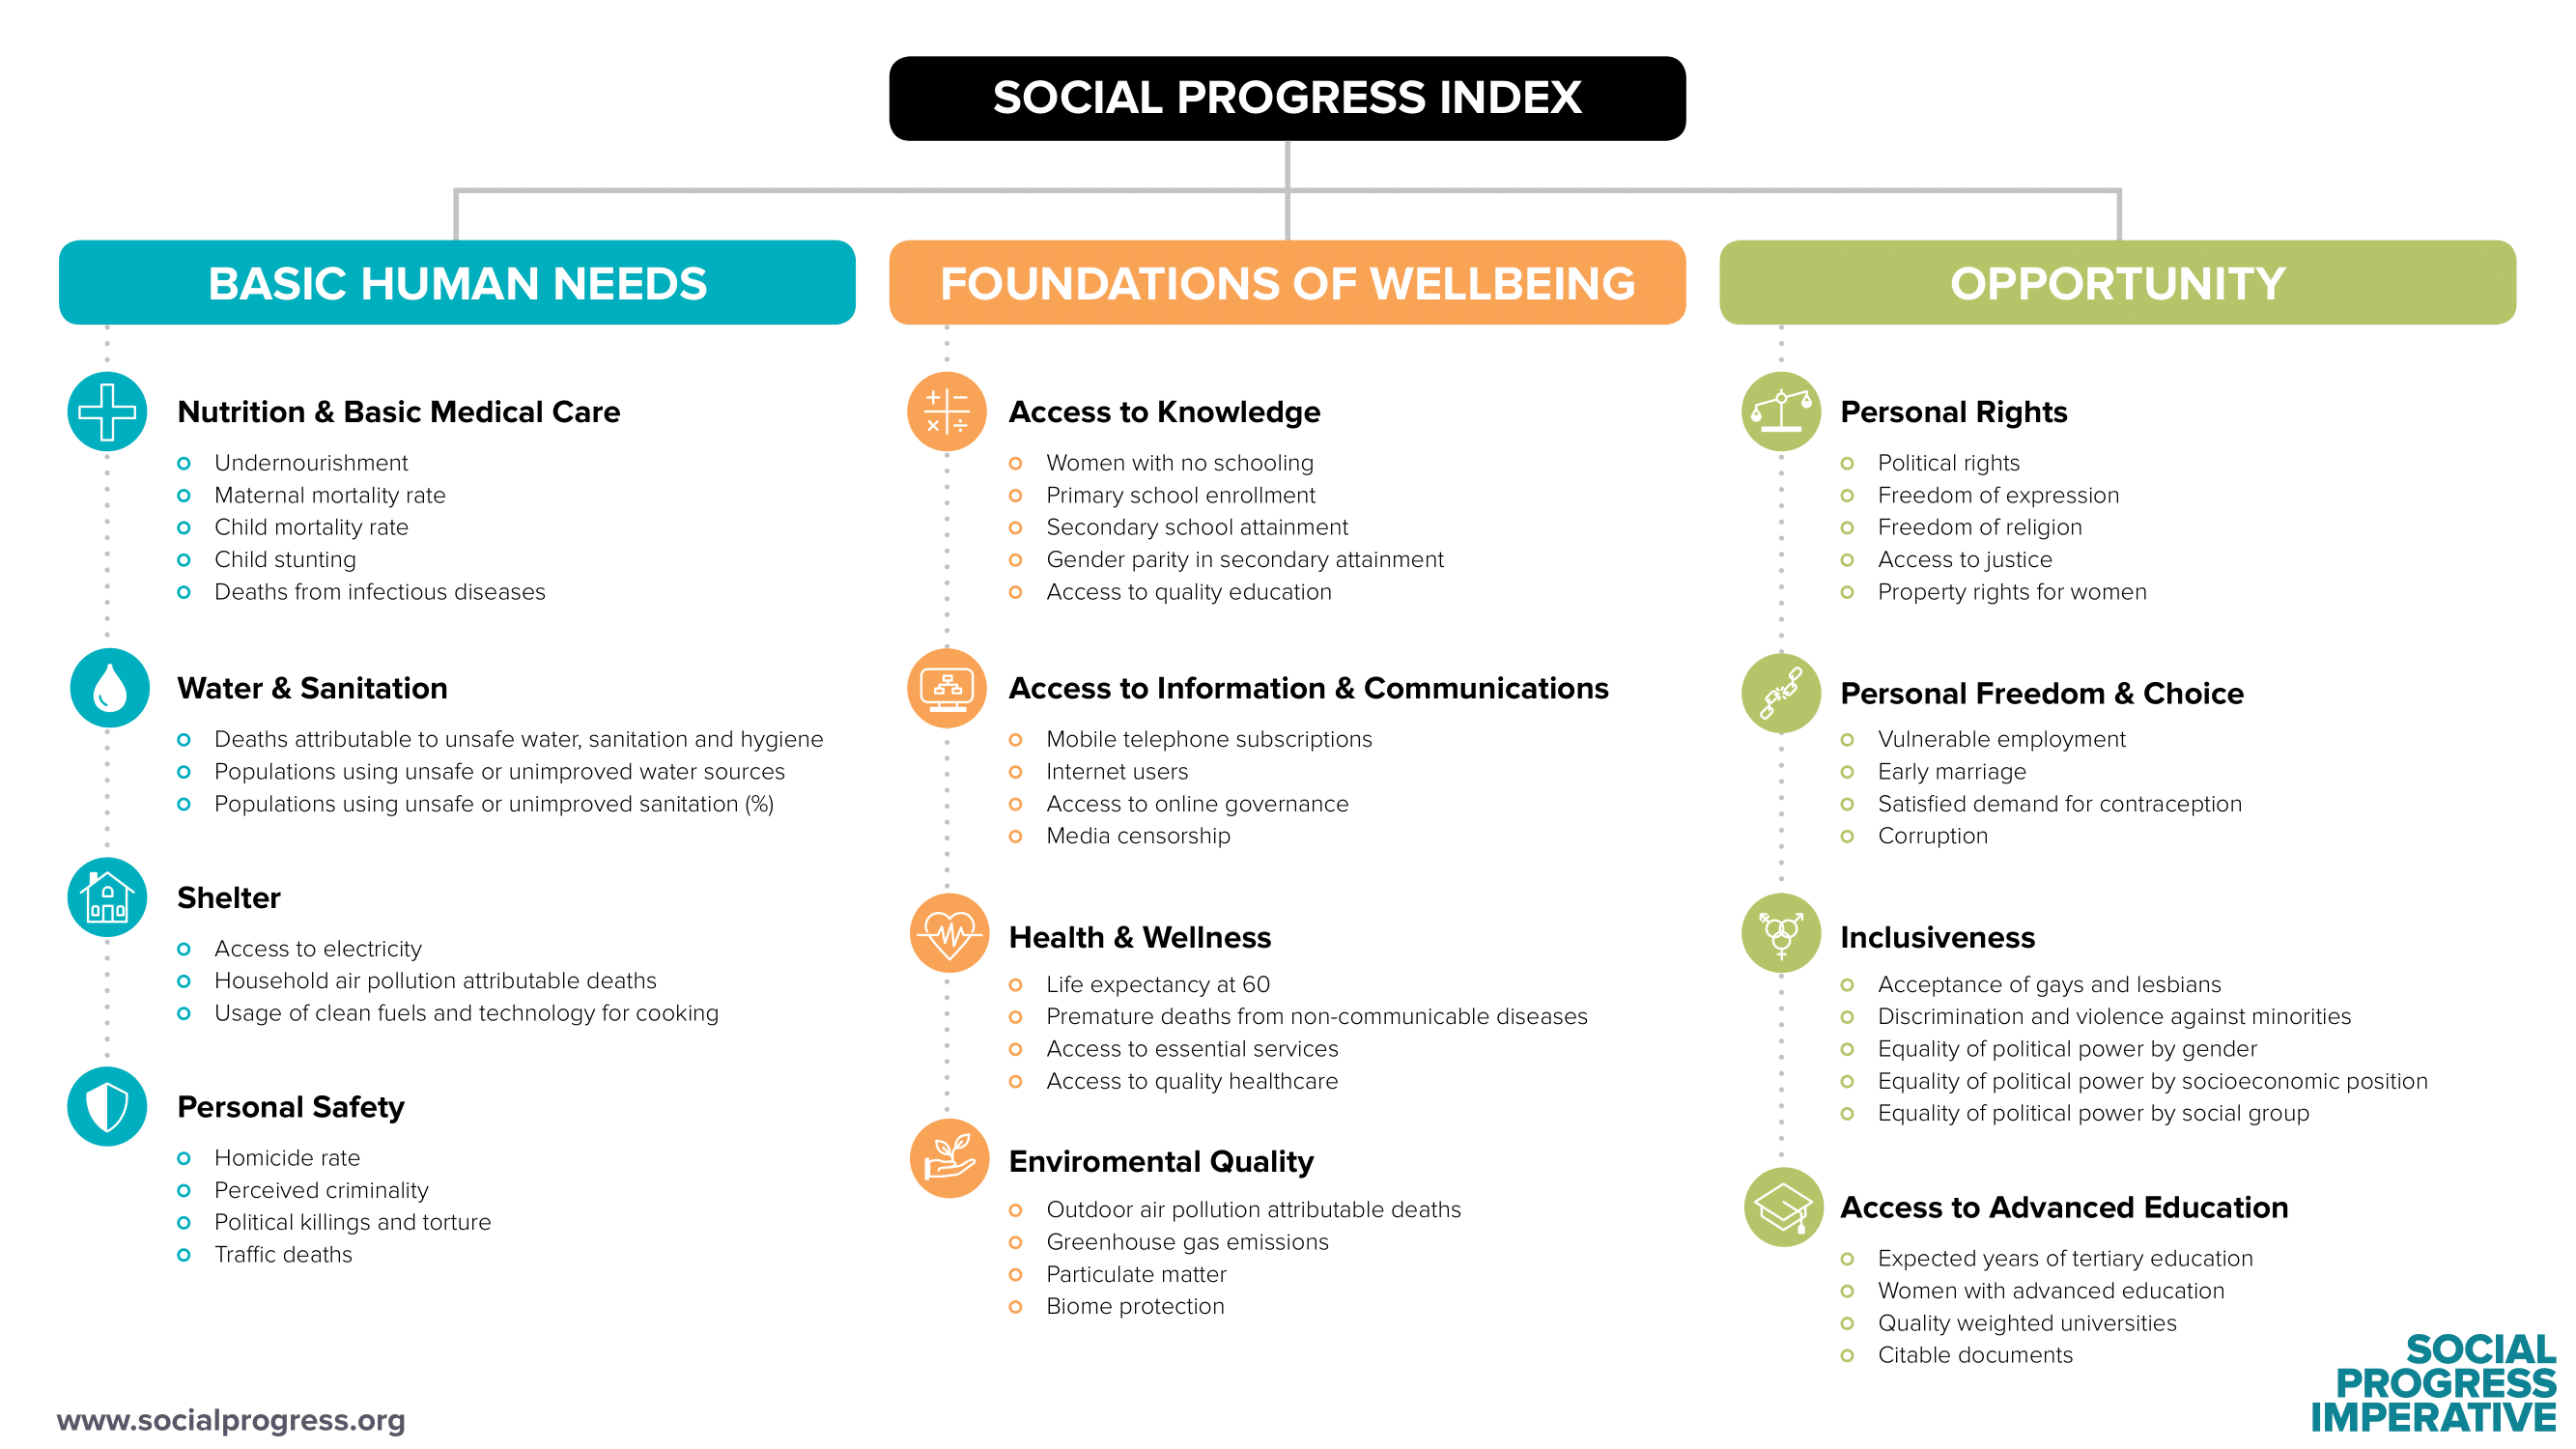 SOCIAL PROGRESS INDEX
BASIC HUMAN NEEDS
Nutrition & Basic Medical Care
Undernourishment
Maternal mortality rate
Child mortality rate
Child stunting
Deaths from infectious diseases
Water & Sanitation
Deaths attributable to unsafe water, sanitation and hygiene
Populations using unsafe or unimproved water sources
Populations using unsafe or unimproved sanitation (%)
Shelter
Access to electricity
Household air pollution attributable deaths
Usage of clean fuels and technology for cooking
Personal Safety
Homicide rate
Perceived criminality
Political killings and torture
Traffic deaths
FOUNDATIONS OF WELLBEING
Access to Knowledge
Women with no schooling
Primary school enrollment
Secondary school attainment
Gender parity in secondary attainment
Access to quality education
Access to Information & Communications
Mobile telephone subscriptions
Internet users
Access to online governance
Media censorship
Health & Wellness
Life expectancy at 60
Premature deaths from non-communicable diseases
Access to essential services
Access to quality healthcare
Enviromental Quality
Outdoor air pollution attributable deaths
Greenhouse gas emissions
Particulate matter
Biome protection
OPPORTUNITY
Personal Rights
Political rights
Freedom of expression
Freedom of religion
Access to justice
Property rights for women
Personal Freedom & Choice
Vulnerable employment
Early marriage
Satisfied demand for contraception
Corruption
Inclusiveness
Acceptance of gays and lesbians
Discrimination and violence against minorities
Equality of political power by gender
Equality of political power by socioeconomic position
Equality of political power by social group
Access to Advanced Education
Expected years of tertiary education
Women with advanced education
Quality weighted universities
Citable documents
www.socialprogress.org
SOCIAL
PROGRESS
IMPERATIVE